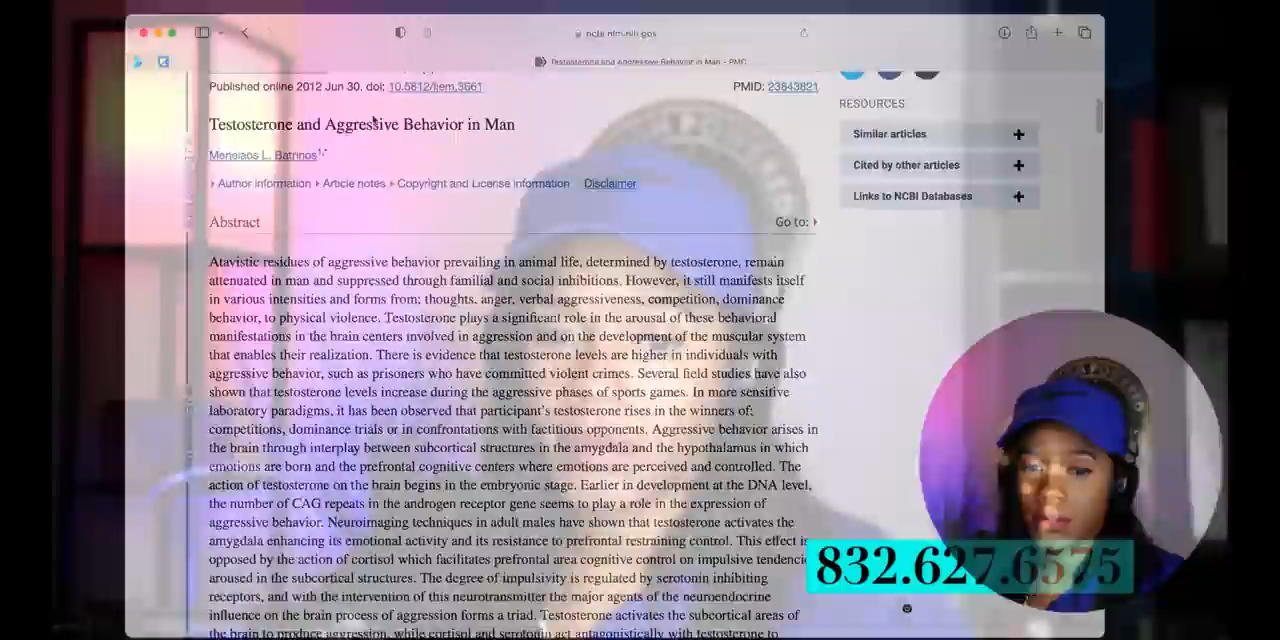 ncbi.nlm.nih.gov
Testosterone and Aggressive Behavior in Man - PMC
Published online 2012 Jun 30. doi: 10.5812/ijem.3661
PMID: 23843821
Testosterone and Aggressive Behavior in Man
Menelaos L. Batrinos
Author information Article notes Copyright and License information Disclaimer
Abstract
Go to:
Atavistic residues of aggressive behavior prevailing in animal life, determined by testosterone, remain
attenuated in man and suppressed through familial and social inhibitions. However, it still manifests itself
in various intensities and forms from; thoughts, anger, verbal aggressiveness, competition, dominance
behavior, to physical violence. Testosterone plays a significant role in the arousal of these behavioral
manifestations in the brain centers involved in aggression and on the development of the muscular system
that enables their realization. There is evidence that testosterone levels are higher in individuals with
aggressive behavior, such as prisoners who have committed violent crimes. Several field studies have also
shown that testosterone levels increase during the aggressive phases of sports games. In more sensitive
laboratory paradigms, it has been observed that participant's testosterone rises in the winners of;
competitions, dominance trials or in confrontations with factitious opponents. Aggressive behavior arises in
the brain through interplay between subcortical structures in the amygdala and the hypothalamus in which
emotions are born and the prefrontal cognitive centers where emotions are perceived and controlled. The
action of testosterone on the brain begins in the embryonic stage. Earlier in development at the DNA level,
the number of CAG repeats in the androgen receptor gene seems to play a role in the expression of
aggressive behavior. Neuroimaging techniques in adult males have shown that testosterone activates the
amygdala enhancing its emotional activity and its resistance to prefrontal restraining control. This effect is
opposed by the action of cortisol which facilitates prefrontal area cognitive control on impulsive tendencie
aroused in the subcortical structures. The degree of impulsivity is regulated by serotonin inhibiting
receptors, and with the intervention of this neurotransmitter the major agents of the neuroendocrine
influence on the brain process of aggression forms a triad. Testosterone activates the subcortical areas of
the brain to produce aggression, while cortisol and serotonin act antagonistically with testosterone to
RESOURCES
Similar articles
Cited by other articles
Links to NCBI Databases
832.627.6575